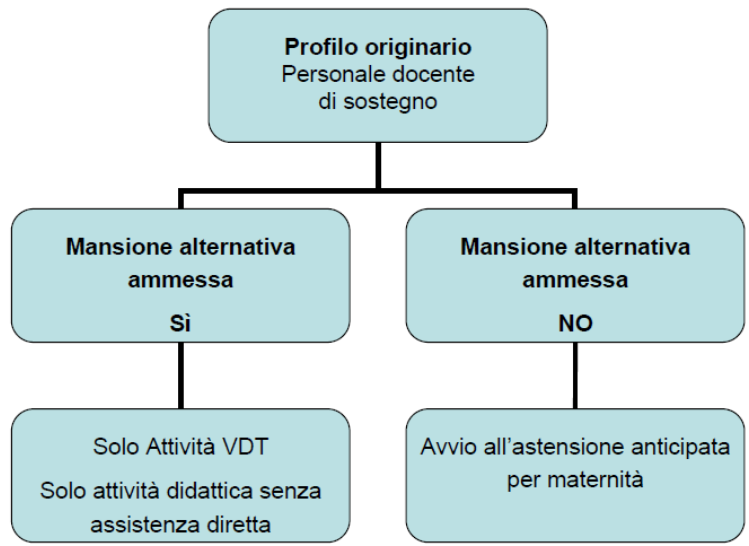 Profilo originario
Personale docente
di sostegno
Mansione alternativa
ammessa
Sì
Mansione alternativa
ammessa
NO
Solo Attività VDT
Solo attività didattica senza
assistenza diretta
Avvio all’astensione anticipata
per maternità